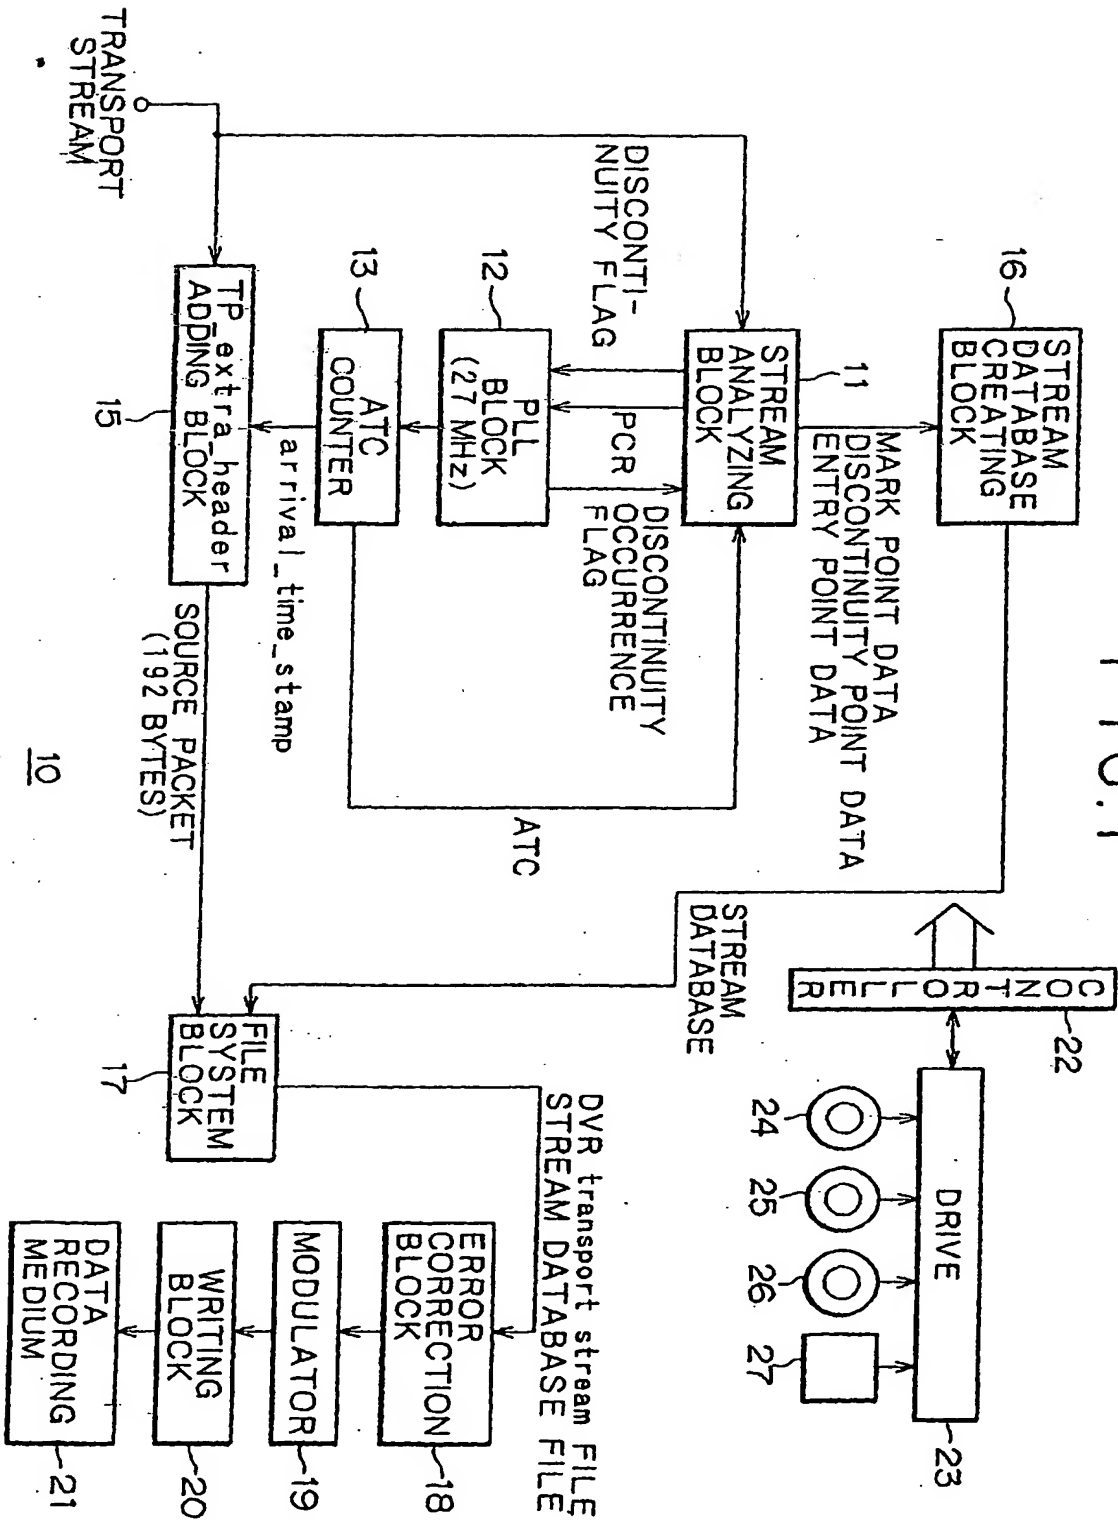 FIG.1
16
STREAM
DATABASE
CREATING
BLOCK
MARK POINT DATA
DISCONTINUITY POINT DATA
ENTRY POINT DATA
11
STREAM
ANALYZING
BLOCK
DISCONTI-
NUITY FLAG
PCR
DISCONTINUITY
OCCURRENCE
FLAG
12
PLL
BLOCK
(27 MHz)
13
ATC
COUNTER
ATC
arrival_time_stamp
TRANSPORT
STREAM
TP_extra_header
ADDING BLOCK
15
SOURCE PACKET
(192 BYTES)
10
STREAM
DATABASE
CONTROLLER
22
DRIVE
23
24
25
26
27
FILE
SYSTEM
BLOCK
17
DVR transport stream FILE,
STREAM DATABASE FILE
ERROR
CORRECTION
BLOCK
18
MODULATOR
19
WRITING
BLOCK
20
DATA
RECORDING
MEDIUM
21